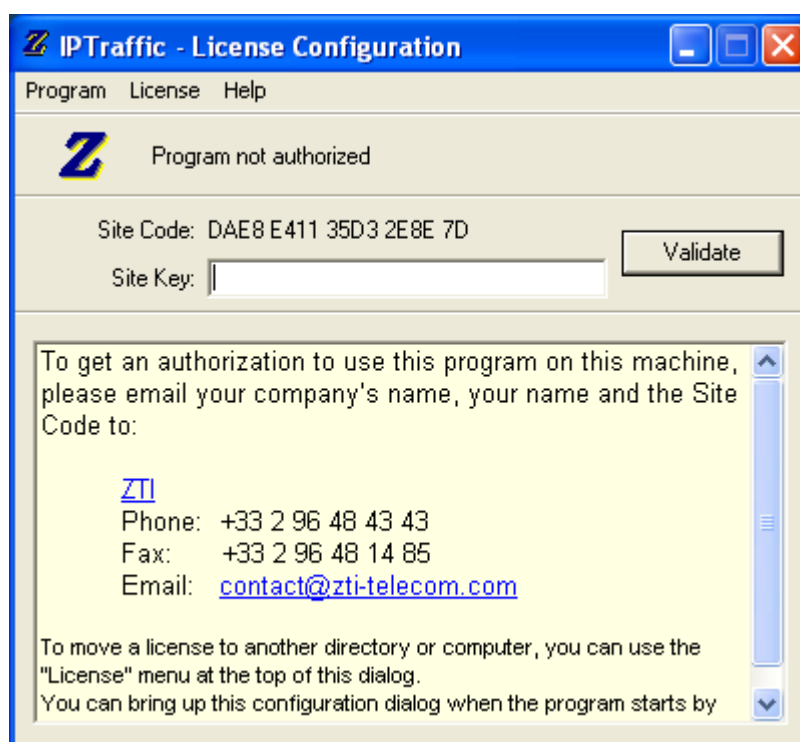 IPTraffic - License Configuration
Program License Help
Program not authorized
Site Code: DAE8 E411 35D3 2E8E 7D
Validate
Site Key:
To get an authorization to use this program on this machine,
please email your company's name, your name and the Site
Code to:
ZTI
Phone: +33 2 96 48 43 43
Fax: +33 2 96 48 14 85
Email: contact@zti-telecom.com
To move a license to another directory or computer, you can use the
"License" menu at the top of this dialog.
You can bring up this configuration dialog when the program starts by